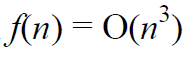 f(n) = O(n³)